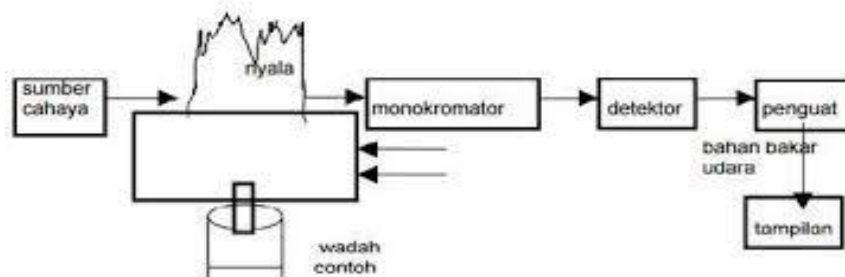 sumber
cahaya
nyala
monokromator
detektor
penguat
bahan bakar
udara
tampilan
wadah
contoh